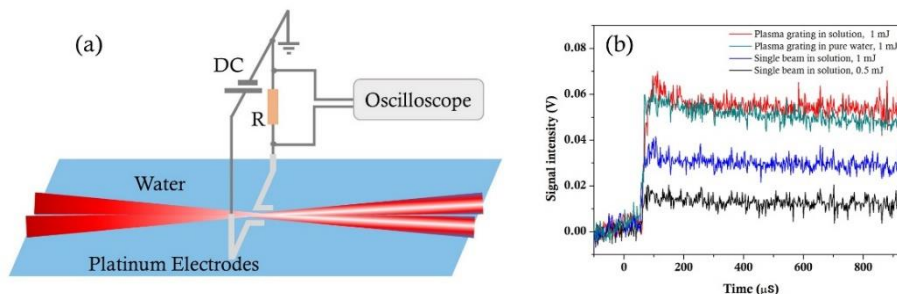 (a)
DC
R
Oscilloscope
Water
Platinum Electrodes
(b)
Plasma grating in solution, 1 mJ
Plasma grating in pure water, 1 mJ
Single beam in solution, 1 mJ
Single beam in solution, 0.5 mJ
Signal intensity (V)
0.08
0.06
0.04
0.02
0.00
0 200 400 600 800
Time (μs)